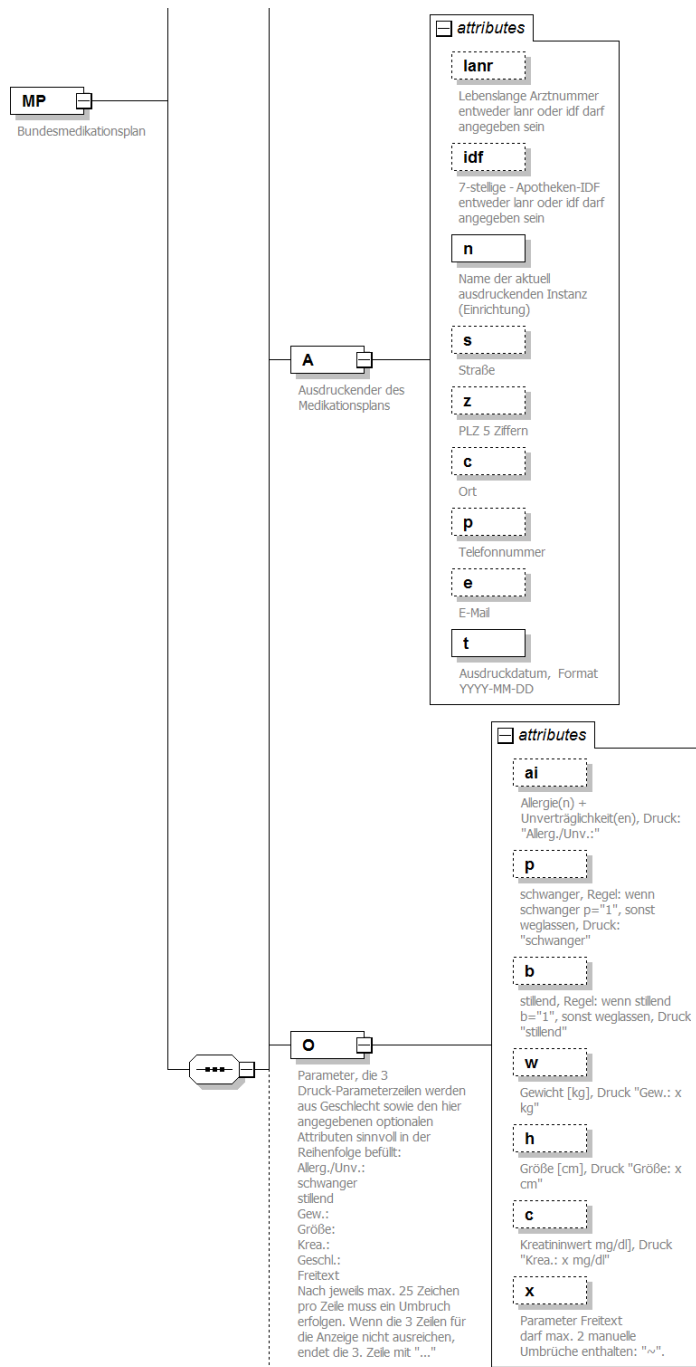 MP
Bundesmedikationsplan
A
Ausdruckender des
Medikationsplans
attributes
lanr
Lebenslange Arztnummer
entweder lanr oder idf darf
angegeben sein
idf
7-stellige - Apotheken-IDF
entweder lanr oder idf darf
angegeben sein
n
Name der aktuell
ausdruckenden Instanz
(Einrichtung)
s
Straße
z
PLZ 5 Ziffern
c
Ort
p
Telefonnummer
e
E-Mail
t
Ausdruckdatum, Format
YYYY-MM-DD
O
Parameter, die 3
Druck-Parameterzeilen werden
aus Geschlecht sowie den hier
angegebenen optionalen
Attributen sinnvoll in der
Reihenfolge befüllt:
Allerg./Unv.:
schwanger
stillend
Gew.:
Größe:
Krea.:
Geschl.:
Freitext
Nach jeweils max. 25 Zeichen
pro Zeile muss ein Umbruch
erfolgen. Wenn die 3 Zeilen für
die Anzeige nicht ausreichen,
endet die 3. Zeile mit "..."
attributes
ai
Allergie(n) +
Unverträglichkeit(en), Druck:
"Allerg./Unv.:"
p
schwanger, Regel: wenn
schwanger p="1", sonst
weglassen, Druck:
"schwanger"
b
stillend, Regel: wenn stillend
b="1", sonst weglassen, Druck
"stillend"
w
Gewicht [kg], Druck "Gew.: x
kg"
h
Größe [cm], Druck "Größe: x
cm"
c
Kreatininwert mg/dl], Druck
"Krea.: x mg/dl"
x
Parameter Freitext
darf max. 2 manuelle
Umbrüche enthalten: "~".